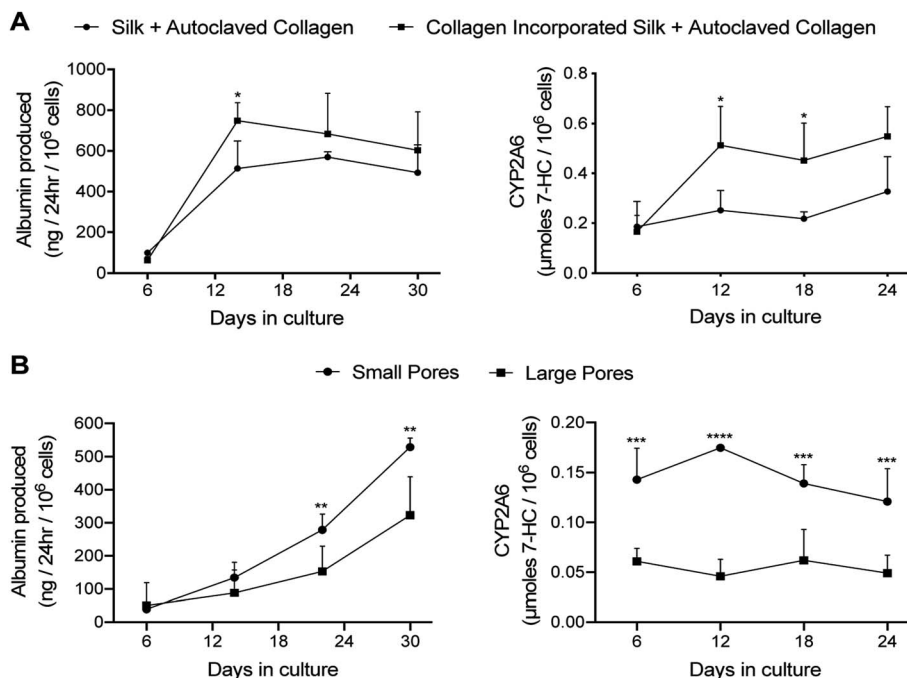 A
Silk + Autoclaved Collagen
Collagen Incorporated Silk + Autoclaved Collagen
Albumin produced
(ng / 24hr / 10⁶ cells)
1000
800
600
400
200
0
*
6
12
18
24
30
Days in culture
CYP2A6
(µmoles 7-HC / 10⁶ cells)
0.8
0.6
0.4
0.2
0.0
*
*
6
12
18
24
Days in culture
B
Small Pores
Large Pores
Albumin produced
(ng / 24hr / 10⁶ cells)
600
500
400
300
200
100
0
**
**
6
12
18
24
30
Days in culture
CYP2A6
(µmoles 7-HC / 10⁶ cells)
0.20
0.15
0.10
0.05
0.00
***
****
***
***
6
12
18
24
Days in culture